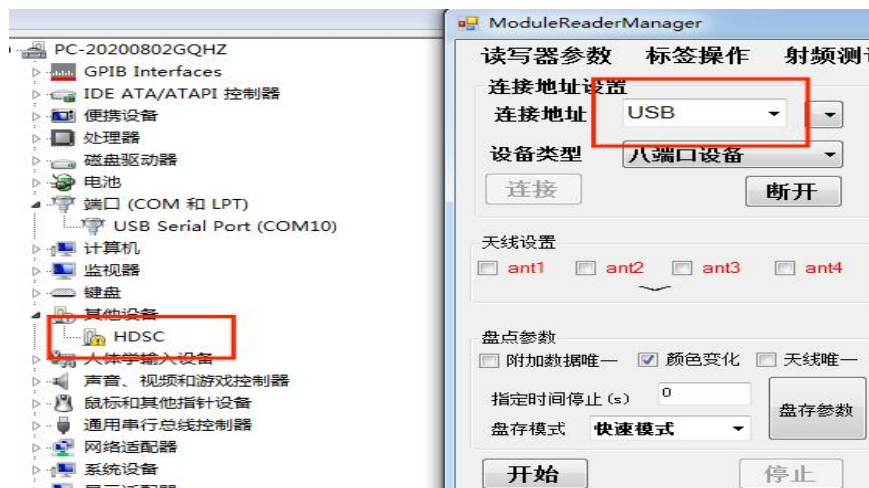 PC-20200802GQHZ
GPIB Interfaces
IDE ATA/ATAPI 控制器
便携设备
处理器
磁盘驱动器
电池
端口 (COM 和 LPT)
USB Serial Port (COM10)
计算机
监视器
键盘
其他设备
HDSC
人体学输入设备
声音、视频和游戏控制器
鼠标和其他指针设备
通用串行总线控制器
网络适配器
系统设备
显示适配器
ModuleReaderManager
读写器参数 标签操作 射频测
连接地址设置
连接地址 USB
设备类型 八端口设备
连接 断开
天线设置
ant1 ant2 ant3 ant4
盘点参数
附加数据唯一 颜色变化 天线唯一
指定时间停止(s) 0
盘存参数
盘存模式 快速模式
开始 停止